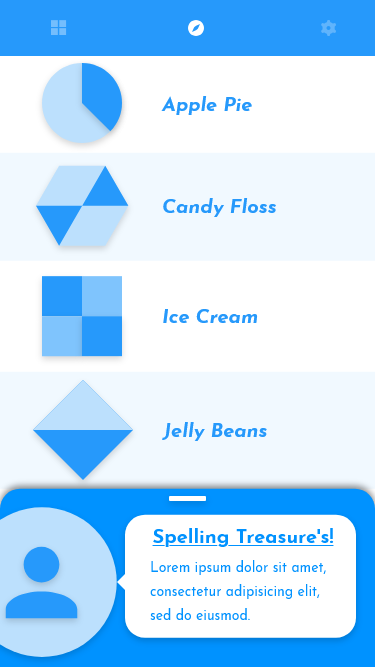 Apple Pie
Candy Floss
Ice Cream
Jelly Beans
Spelling Treasure's!
Lorem ipsum dolor sit amet,
consectetur adipisicing elit,
sed do eiusmod.